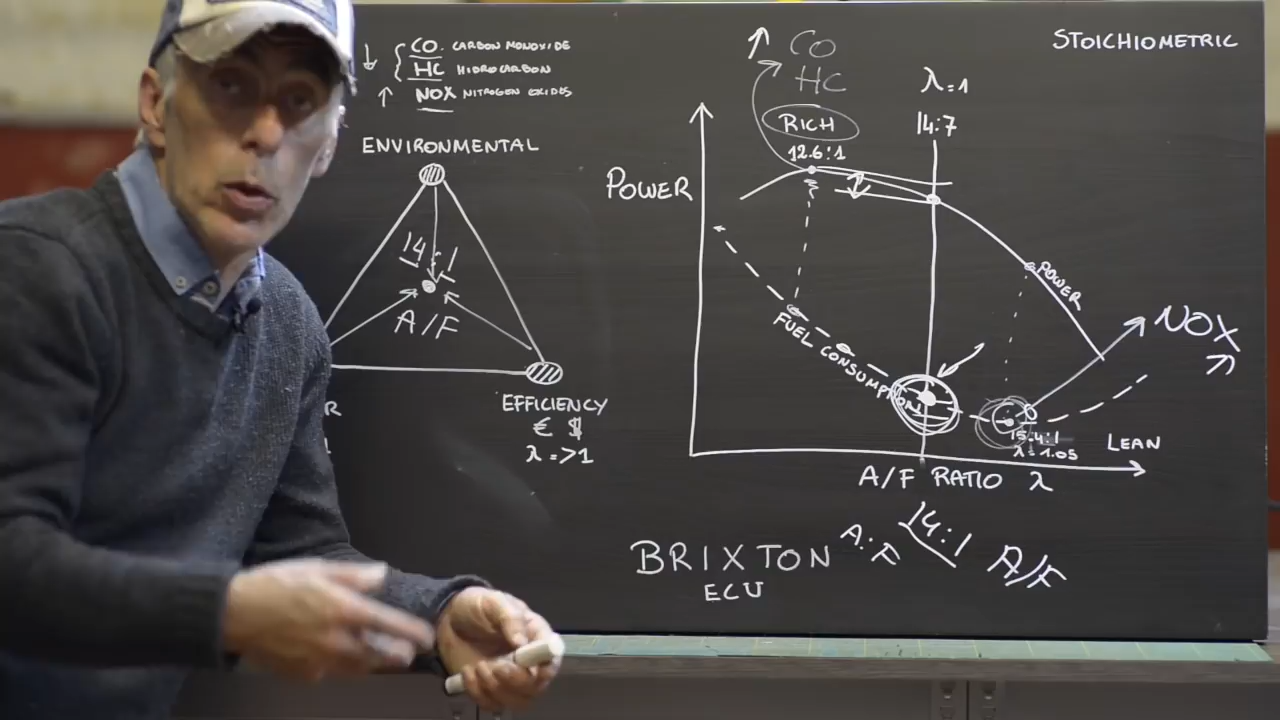 ↓ CO. CARBON MONOXIDE
HC HIDROCARBON
↑ NOX NITROGEN OXIDES
ENVIRONMENTAL
14:1
A/F
EFFICIENCY
€ $
λ=>1
↑ CO
HC
RICH
12.6:1
STOICHIOMETRIC
λ=1
14:7
POWER
POWER
FUEL CONSUMPTION
NOX
15.4:1
λ=1.05
LEAN
A/F RATIO λ
BRIXTON
ECU
A:F
14:1
A/F